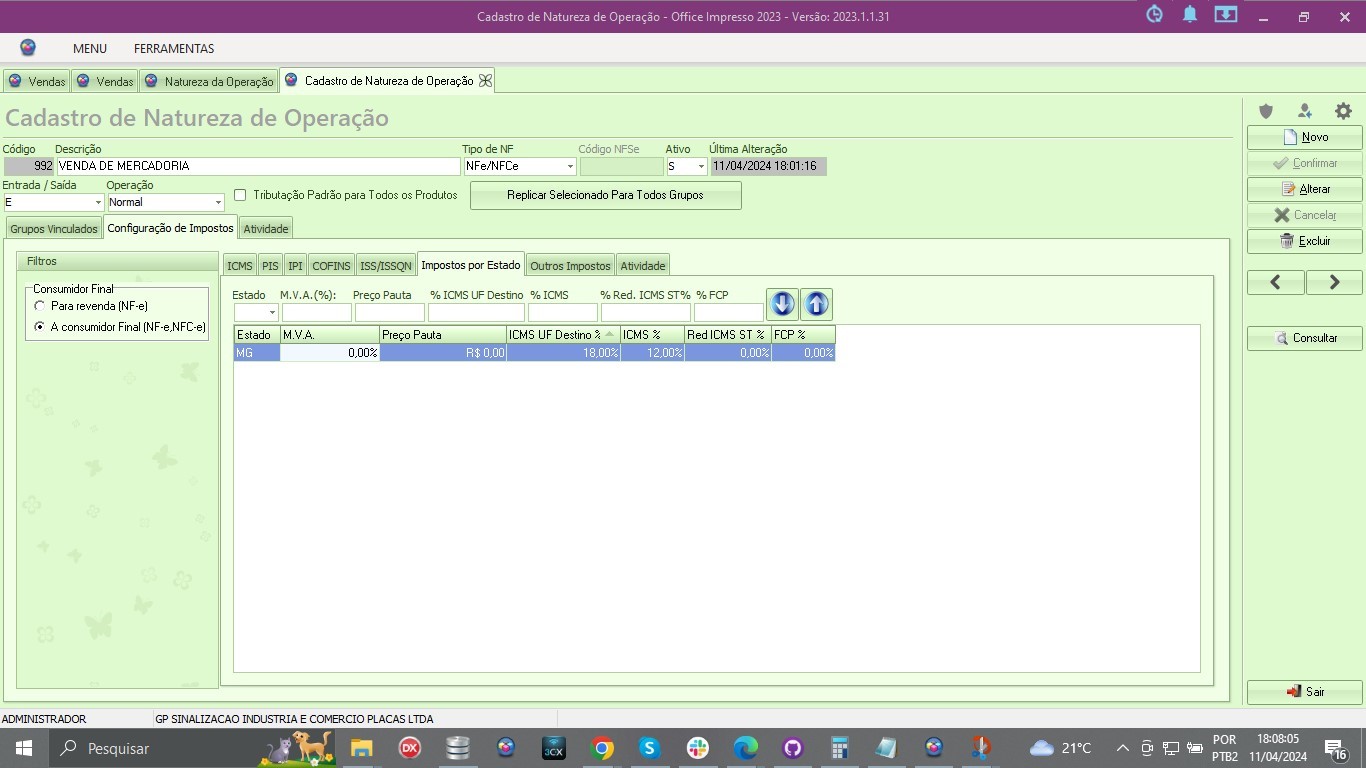 Cadastro de Natureza de Operação - Office Impresso 2023 - Versão: 2023.1.1.31
MENU FERRAMENTAS
Vendas Vendas Natureza da Operação Cadastro de Natureza de Operação
Cadastro de Natureza de Operação
Código Descrição Tipo de NF Código NFSe Ativo Última Alteração
992 VENDA DE MERCADORIA NFe/NFCe S 11/04/2024 18:01:16
Entrada / Saída Operação
E Normal Tributação Padrão para Todos os Produtos Replicar Selecionado Para Todos Grupos
Grupos Vinculados Configuração de Impostos Atividade
Filtros
Consumidor Final
Para revenda (NF-e)
A consumidor Final (NF-e,NFC-e)
ICMS PIS IPI COFINS ISS/ISSQN Impostos por Estado Outros Impostos Atividade
Estado M.V.A.(%): Preço Pauta % ICMS UF Destino % ICMS % Red. ICMS ST% % FCP
Estado M.V.A. Preço Pauta ICMS UF Destino % ICMS % Red ICMS ST % FCP %
MG 0,00% R$ 0,00 18,00% 12,00% 0,00% 0,00%
Novo
Confirmar
Alterar
Cancelar
Excluir
Consultar
Sair
ADMINISTRADOR GP SINALIZACAO INDUSTRIA E COMERCIO PLACAS LTDA
Pesquisar
DX
3CX
21°C
POR
PTB2
18:08:05
11/04/2024
16